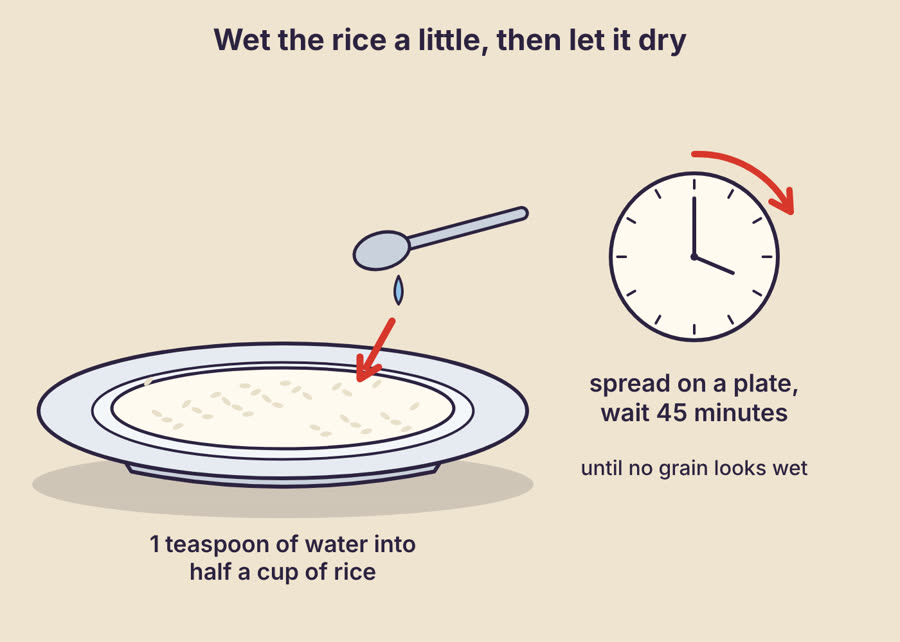 Wet the rice a little, then let it dry
1 teaspoon of water into
half a cup of rice
spread on a plate,
wait 45 minutes
until no grain looks wet